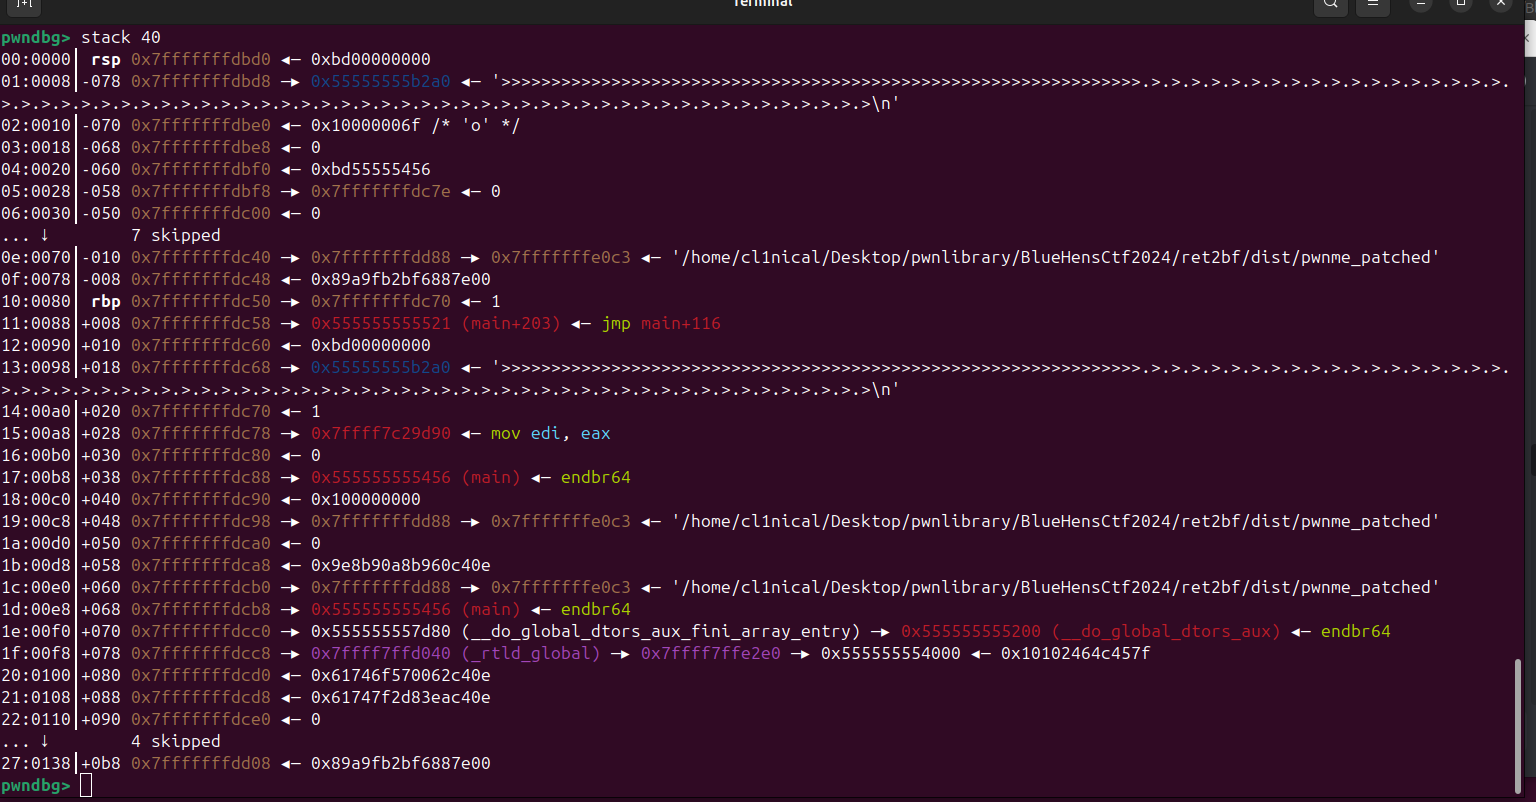 Terminal
pwndbg> stack 40
00:0000│ rsp 0x7fffffffdbd0 ◂— 0xbd00000000
01:0008│-078 0x7fffffffdbd8 —▸ 0x55555555b2a0 ◂— '>>>>>>>>>>>>>>>>>>>>>>>>>>>>>>>>>>>>>>>>>>>>>>>>>>>>>>>>>>>>>>>>.>.>.>.>.>.>.>.>.>.>.>.>.>.>.>.>.>.>.
>.>.>.>.>.>.>.>.>.>.>.>.>.>.>.>.>.>.>.>.>.>.>.>.>.>.>.>.>.>.>.>.>.>.>.>.>.>.>.>.>.>.>.>\n'
02:0010│-070 0x7fffffffdbe0 ◂— 0x10000006f /* 'o' */
03:0018│-068 0x7fffffffdbe8 ◂— 0
04:0020│-060 0x7fffffffdbf0 ◂— 0xbd55555456
05:0028│-058 0x7fffffffdbf8 —▸ 0x7fffffffdc7e ◂— 0
06:0030│-050 0x7fffffffdc00 ◂— 0
... ↓      7 skipped
0e:0070│-010 0x7fffffffdc40 —▸ 0x7fffffffdd88 —▸ 0x7fffffffe0c3 ◂— '/home/cl1nical/Desktop/pwnlibrary/BlueHensCtf2024/ret2bf/dist/pwnme_patched'
0f:0078│-008 0x7fffffffdc48 ◂— 0x89a9fb2bf6887e00
10:0080│ rbp 0x7fffffffdc50 —▸ 0x7fffffffdc70 ◂— 1
11:0088│+008 0x7fffffffdc58 —▸ 0x555555555521 (main+203) ◂— jmp main+116
12:0090│+010 0x7fffffffdc60 ◂— 0xbd00000000
13:0098│+018 0x7fffffffdc68 —▸ 0x55555555b2a0 ◂— '>>>>>>>>>>>>>>>>>>>>>>>>>>>>>>>>>>>>>>>>>>>>>>>>>>>>>>>>>>>>>>>>.>.>.>.>.>.>.>.>.>.>.>.>.>.>.>.>.>.>.
>.>.>.>.>.>.>.>.>.>.>.>.>.>.>.>.>.>.>.>.>.>.>.>.>.>.>.>.>.>.>.>.>.>.>.>.>.>.>.>.>.>.>.>\n'
14:00a0│+020 0x7fffffffdc70 ◂— 1
15:00a8│+028 0x7fffffffdc78 —▸ 0x7ffff7c29d90 ◂— mov edi, eax
16:00b0│+030 0x7fffffffdc80 ◂— 0
17:00b8│+038 0x7fffffffdc88 —▸ 0x555555555456 (main) ◂— endbr64
18:00c0│+040 0x7fffffffdc90 ◂— 0x100000000
19:00c8│+048 0x7fffffffdc98 —▸ 0x7fffffffdd88 —▸ 0x7fffffffe0c3 ◂— '/home/cl1nical/Desktop/pwnlibrary/BlueHensCtf2024/ret2bf/dist/pwnme_patched'
1a:00d0│+050 0x7fffffffdca0 ◂— 0
1b:00d8│+058 0x7fffffffdca8 ◂— 0x9e8b90a8b960c40e
1c:00e0│+060 0x7fffffffdcb0 —▸ 0x7fffffffdd88 —▸ 0x7fffffffe0c3 ◂— '/home/cl1nical/Desktop/pwnlibrary/BlueHensCtf2024/ret2bf/dist/pwnme_patched'
1d:00e8│+068 0x7fffffffdcb8 —▸ 0x555555555456 (main) ◂— endbr64
1e:00f0│+070 0x7fffffffdcc0 —▸ 0x555555557d80 (__do_global_dtors_aux_fini_array_entry) —▸ 0x555555555200 (__do_global_dtors_aux) ◂— endbr64
1f:00f8│+078 0x7fffffffdcc8 —▸ 0x7ffff7ffd040 (_rtld_global) —▸ 0x7ffff7ffe2e0 —▸ 0x555555554000 ◂— 0x10102464c457f
20:0100│+080 0x7fffffffdcd0 ◂— 0x61746f570062c40e
21:0108│+088 0x7fffffffdcd8 ◂— 0x61747f2d83eac40e
22:0110│+090 0x7fffffffdce0 ◂— 0
... ↓      4 skipped
27:0138│+0b8 0x7fffffffdd08 ◂— 0x89a9fb2bf6887e00
pwndbg>